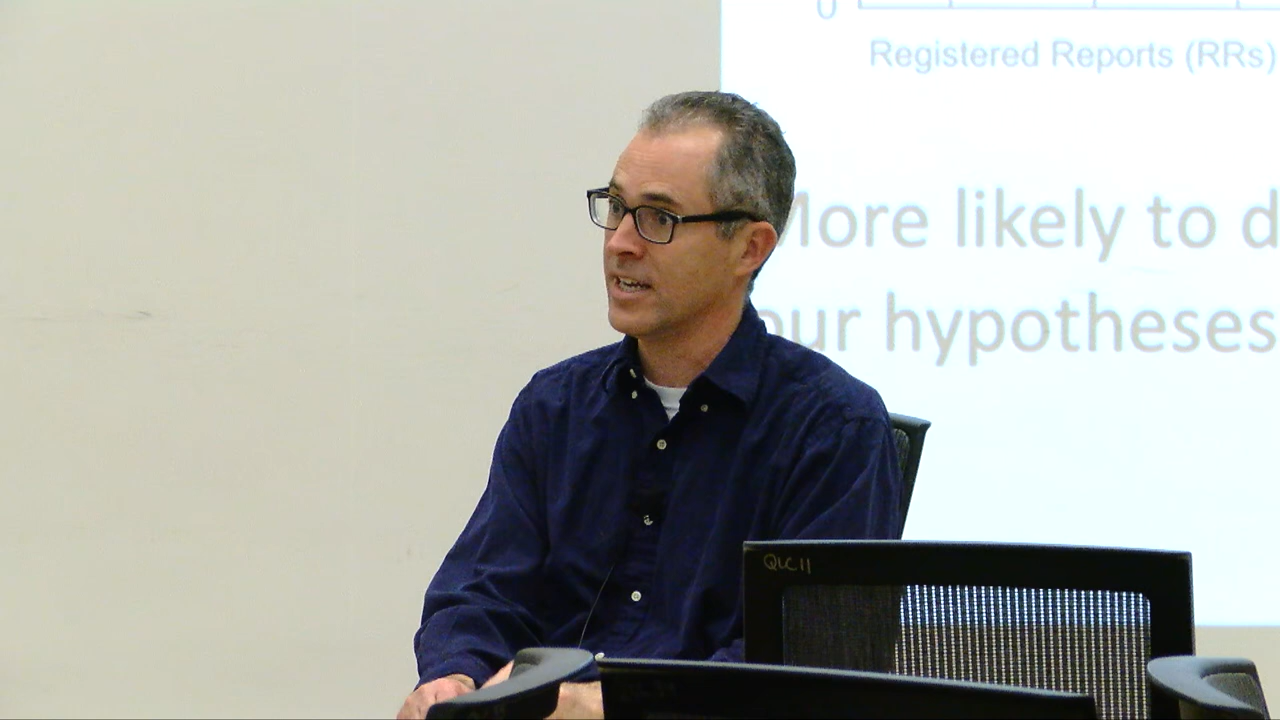 0
Registered Reports (RRs)
More likely to d
our hypotheses
QLC11